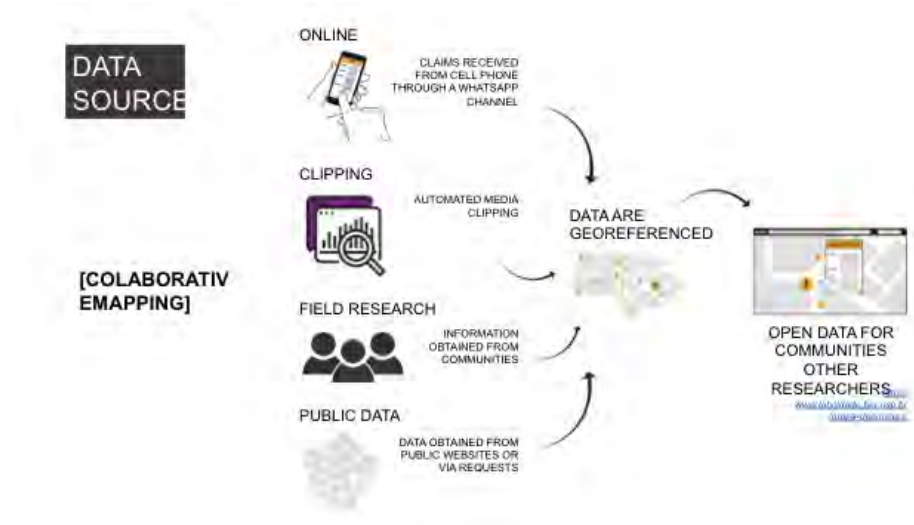 DATA
SOURCE
[COLABORATIV
EMAPPING]
ONLINE
CLAIMS RECEIVED
FROM CELL PHONE
THROUGH A WHATSAPP
CHANNEL
CLIPPING
AUTOMATED MEDIA
CLIPPING
FIELD RESEARCH
INFORMATION
OBTAINED FROM
COMMUNITIES
PUBLIC DATA
DATA OBTAINED FROM
PUBLIC WEBSITES OR
VIA REQUESTS
DATA ARE
GEOREFERENCED
OPEN DATA FOR
COMMUNITIES
OTHER
RESEARCHERS